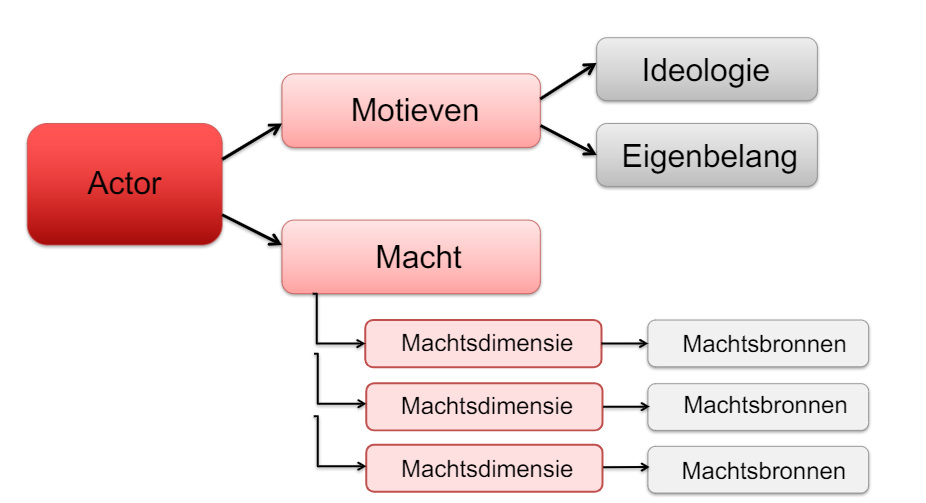 Actor
Motieven
Ideologie
Eigenbelang
Macht
Machtsdimensie
Machtsbronnen
Machtsdimensie
Machtsbronnen
Machtsdimensie
Machtsbronnen